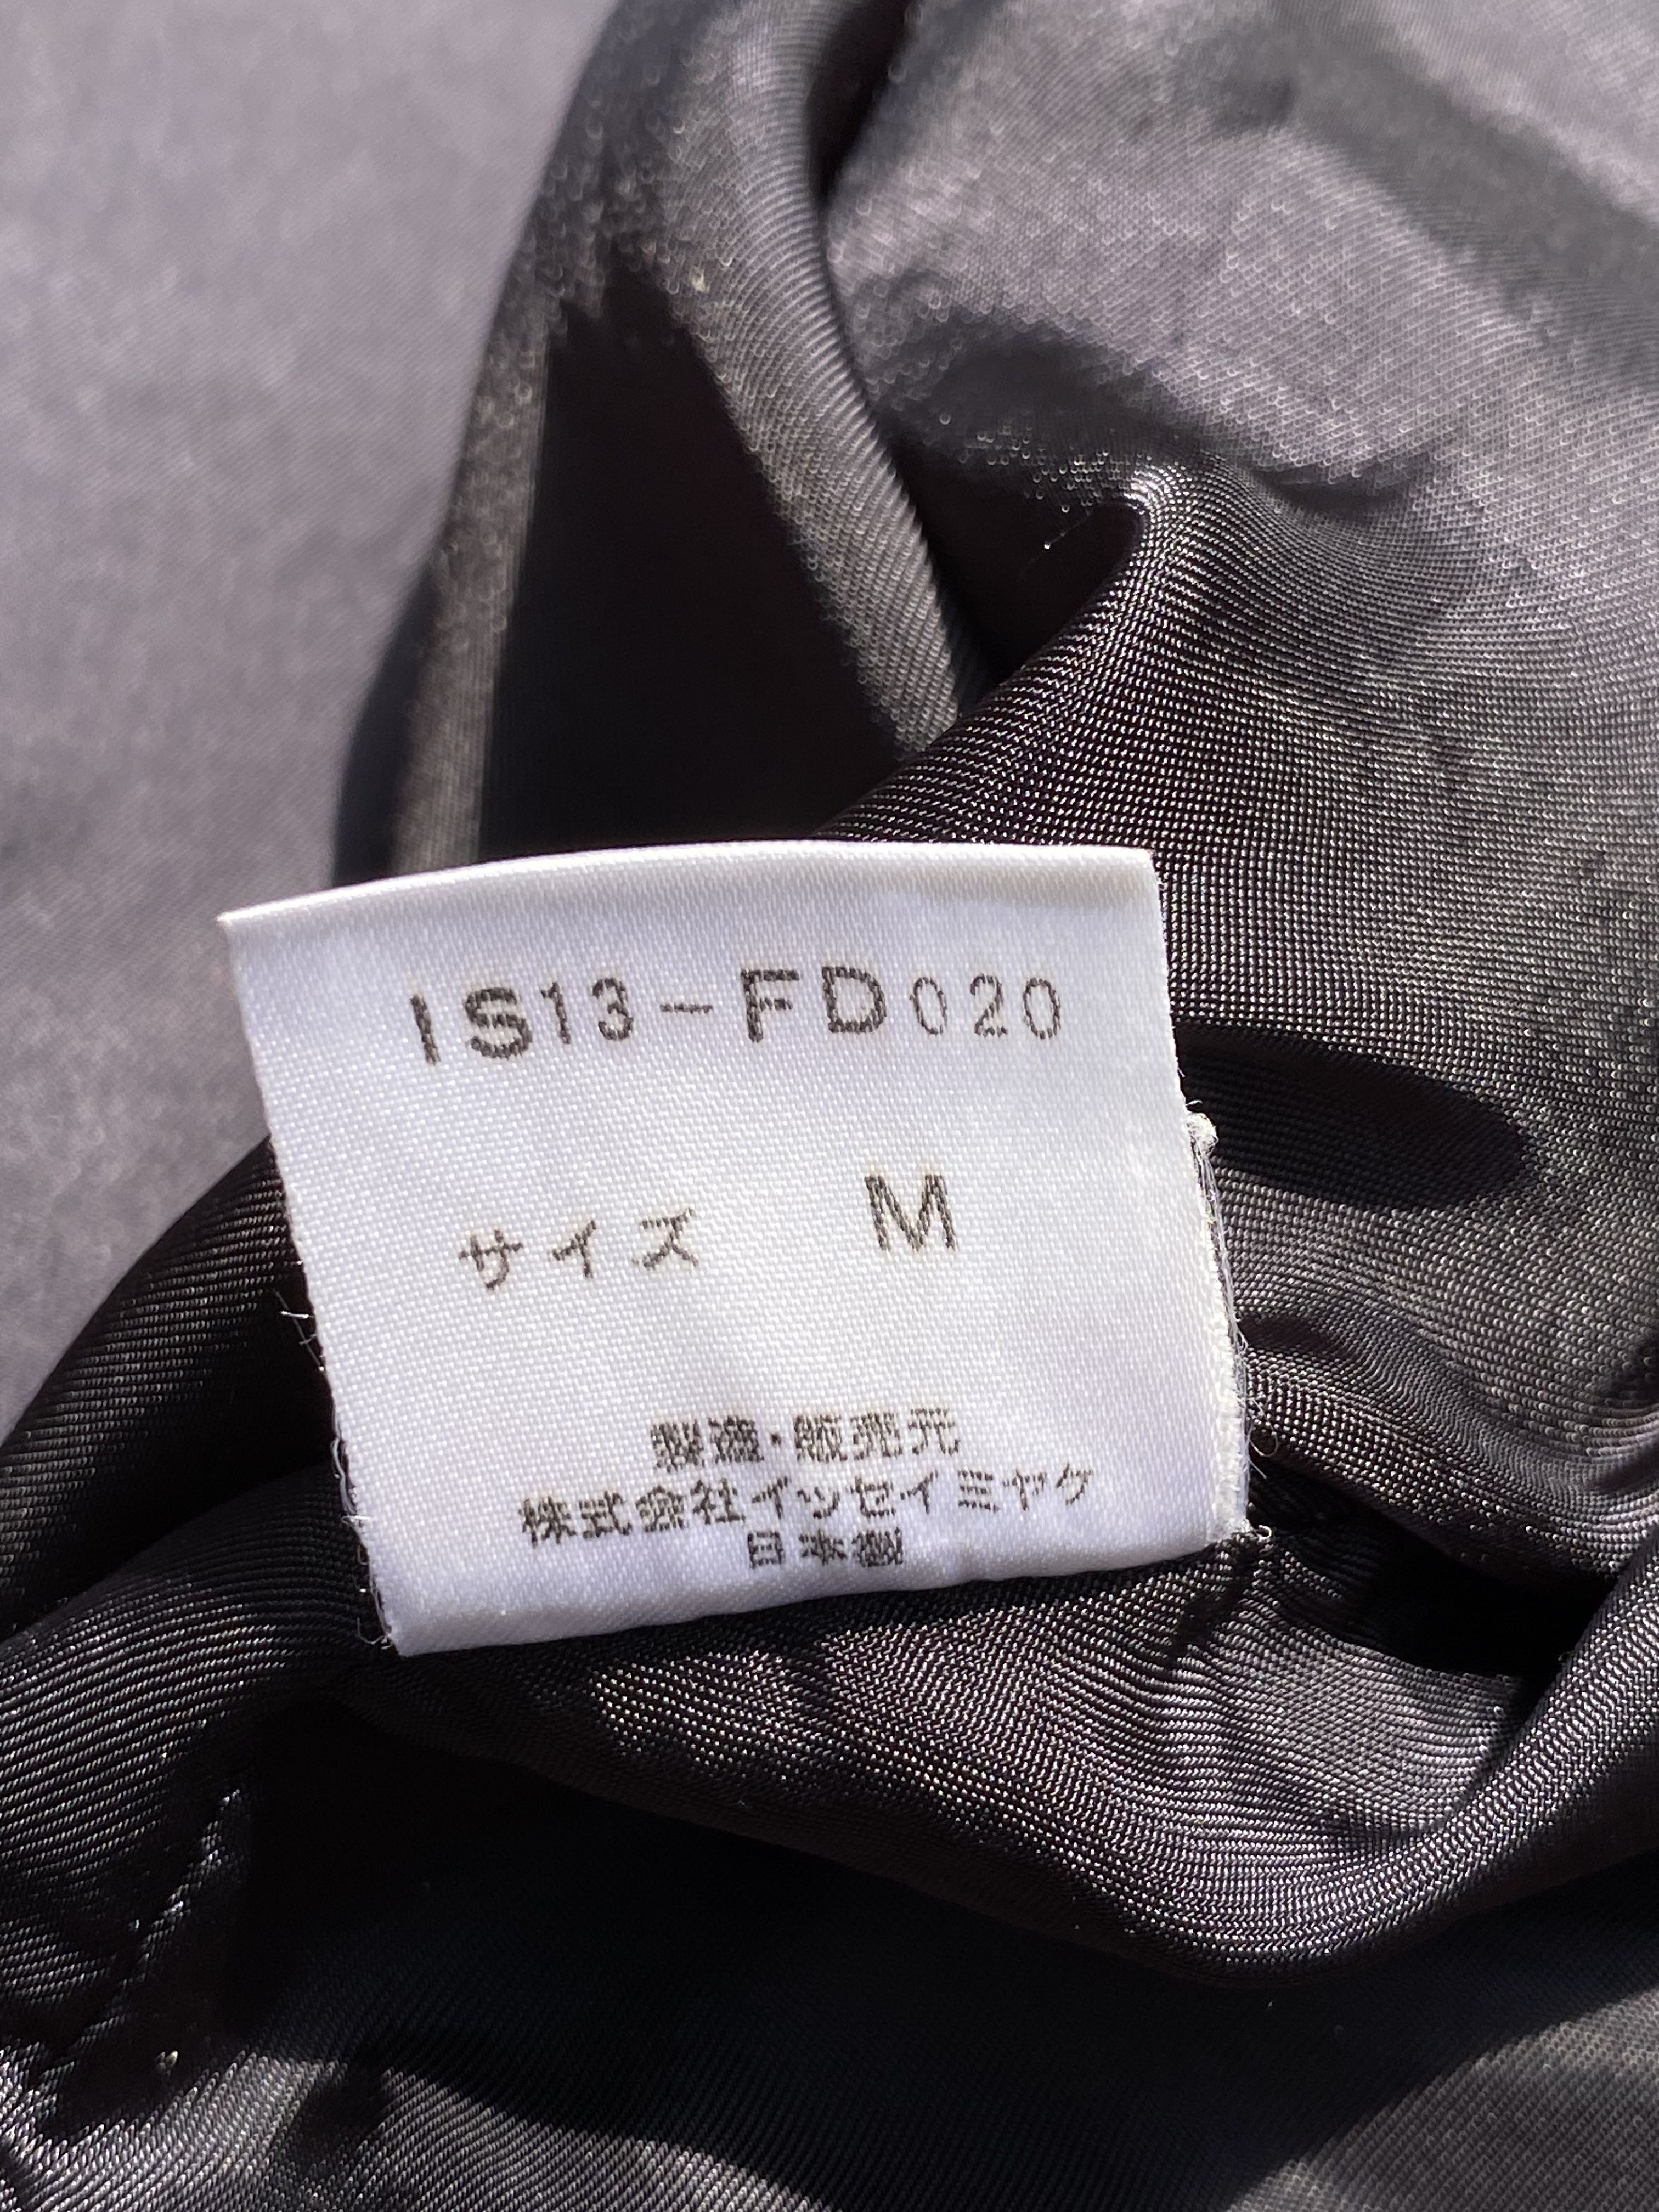 IS13-FD020
サイズ M
製造・販売元
株式会社イッセイミヤケ
日本製